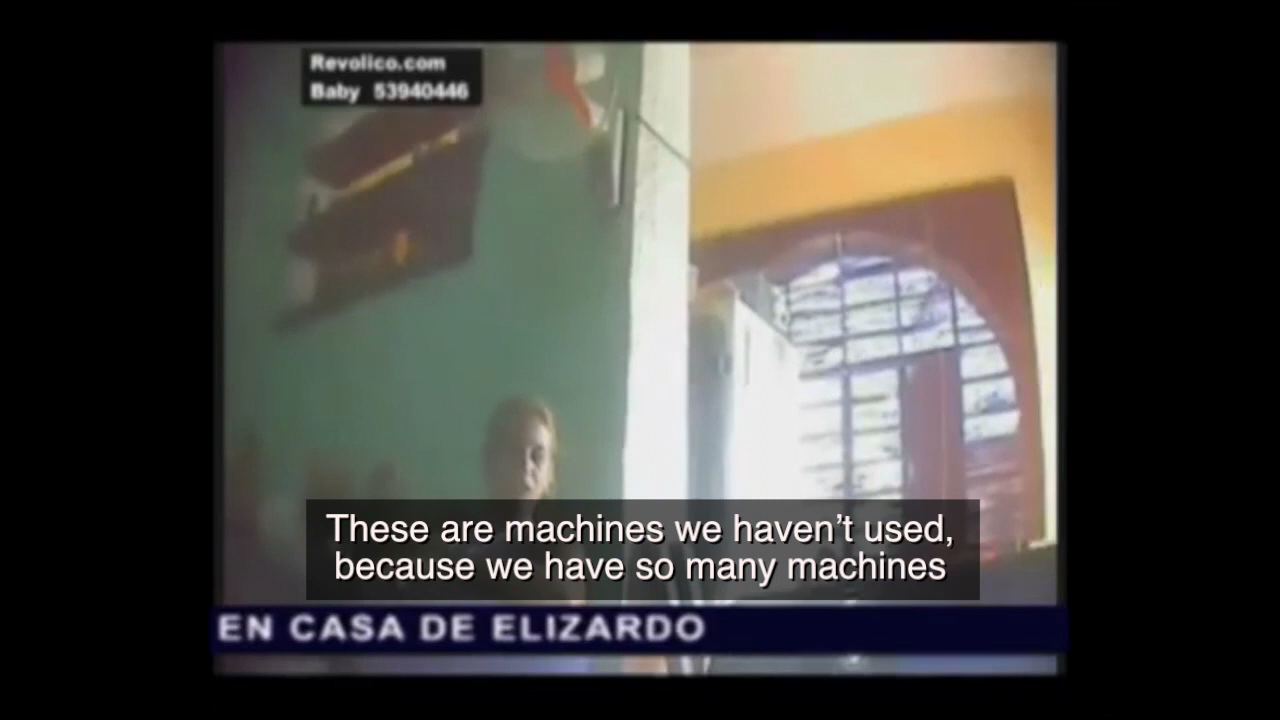 Revolico.com
Baby 53940446
These are machines we haven't used,
because we have so many machines
EN CASA DE ELIZARDO